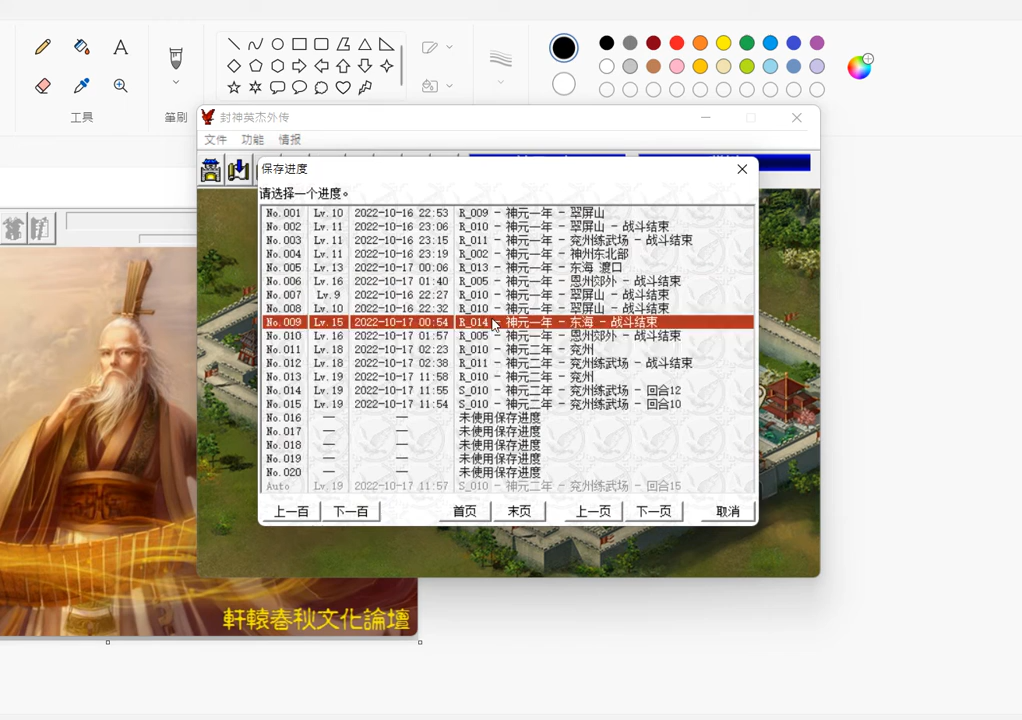 工具
筆刷
封神英杰外传
文件 功能 情报
保存进度
请选择一个进度。
No.001 Lv.10 2022-10-16 22:53 R_009 - 神元一年 - 翠屏山
No.002 Lv.11 2022-10-16 23:06 R_010 - 神元一年 - 翠屏山 - 战斗结束
No.003 Lv.11 2022-10-16 23:15 R_011 - 神元一年 - 兖州练武场 - 战斗结束
No.004 Lv.11 2022-10-16 23:19 R_002 - 神元一年 - 神州东北部
No.005 Lv.13 2022-10-17 00:06 R_013 - 神元一年 - 东海 渡口
No.006 Lv.16 2022-10-17 01:40 R_005 - 神元一年 - 恩州郊外 - 战斗结束
No.007 Lv.9 2022-10-16 22:27 R_010 - 神元一年 - 翠屏山 - 战斗结束
No.008 Lv.10 2022-10-16 22:32 R_010 - 神元一年 - 翠屏山 - 战斗结束
No.009 Lv.15 2022-10-17 00:54 R_014 - 神元一年 - 东海 - 战斗结束
No.010 Lv.16 2022-10-17 01:57 R_005 - 神元一年 - 恩州郊外 - 战斗结束
No.011 Lv.18 2022-10-17 02:23 R_010 - 神元二年 - 兖州
No.012 Lv.18 2022-10-17 02:38 R_011 - 神元二年 - 兖州练武场 - 战斗结束
No.013 Lv.19 2022-10-17 11:58 R_010 - 神元二年 - 兖州
No.014 Lv.19 2022-10-17 11:55 S_010 - 神元二年 - 兖州练武场 - 回合12
No.015 Lv.19 2022-10-17 11:54 S_010 - 神元二年 - 兖州练武场 - 回合10
No.016 — — 未使用保存进度
No.017 — — 未使用保存进度
No.018 — — 未使用保存进度
No.019 — — 未使用保存进度
No.020 — — 未使用保存进度
Auto Lv.19 2022-10-17 11:57 S_010 - 神元二年 - 兖州练武场 - 回合15
上一百 下一百 首页 末页 上一页 下一页 取消
軒轅春秋文化論壇